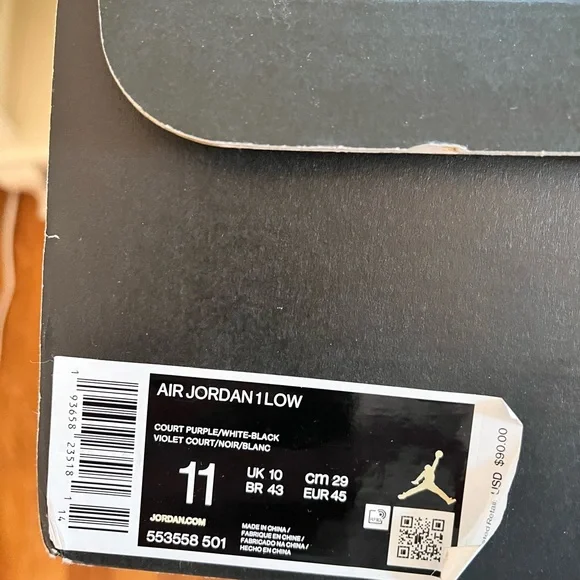 AIR JORDAN 1 LOW
COURT PURPLE/WHITE-BLACK
VIOLET COURT/NOIR/BLANC
11
UK 10
BR 43
cm 29
EUR 45
JORDAN.COM
553558 501
MADE IN CHINA /
FABRIQUE EN CHINE /
FABRICADO NA CHINA /
HECHO EN CHINA
1 93658 23518 1 14
Retail USD $90.00